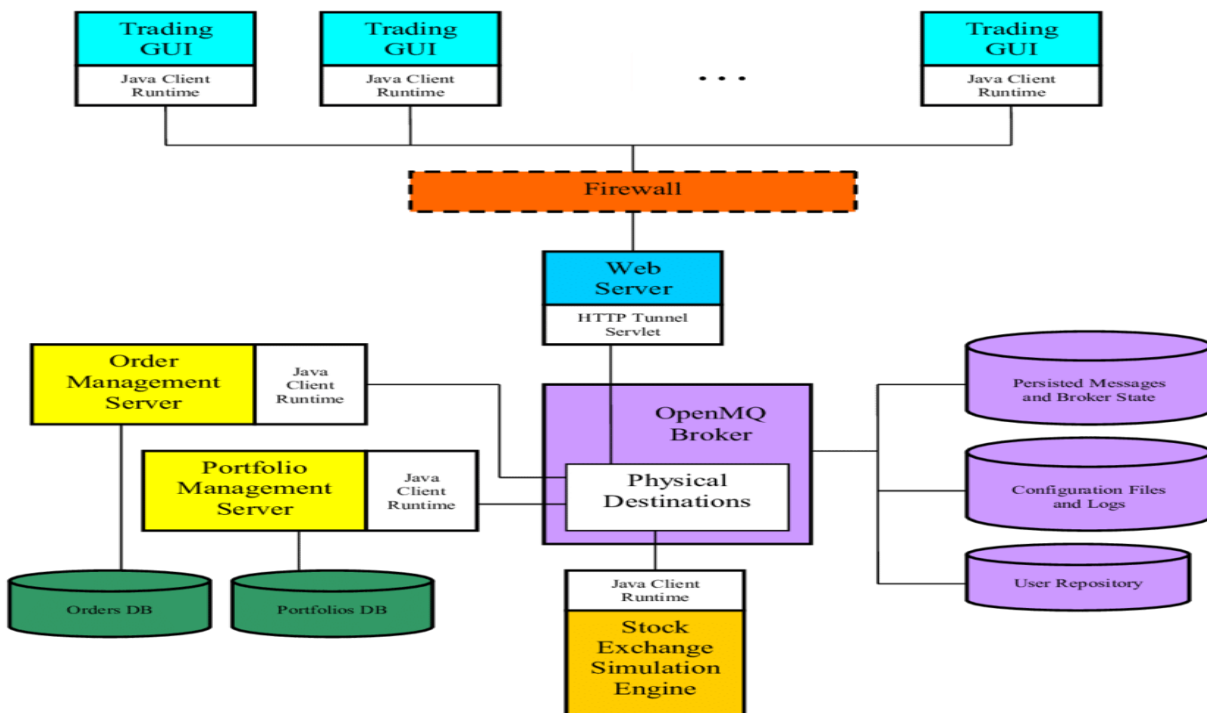 Trading
GUI
Java Client
Runtime
Trading
GUI
Java Client
Runtime
. . .
Trading
GUI
Java Client
Runtime
Firewall
Web
Server
HTTP Tunnel
Servlet
Order
Management
Server
Java
Client
Runtime
Portfolio
Management
Server
Java
Client
Runtime
OpenMQ
Broker
Physical
Destinations
Persisted Messages
and Broker State
Configuration Files
and Logs
User Repository
Orders DB
Portfolios DB
Java Client
Runtime
Stock
Exchange
Simulation
Engine